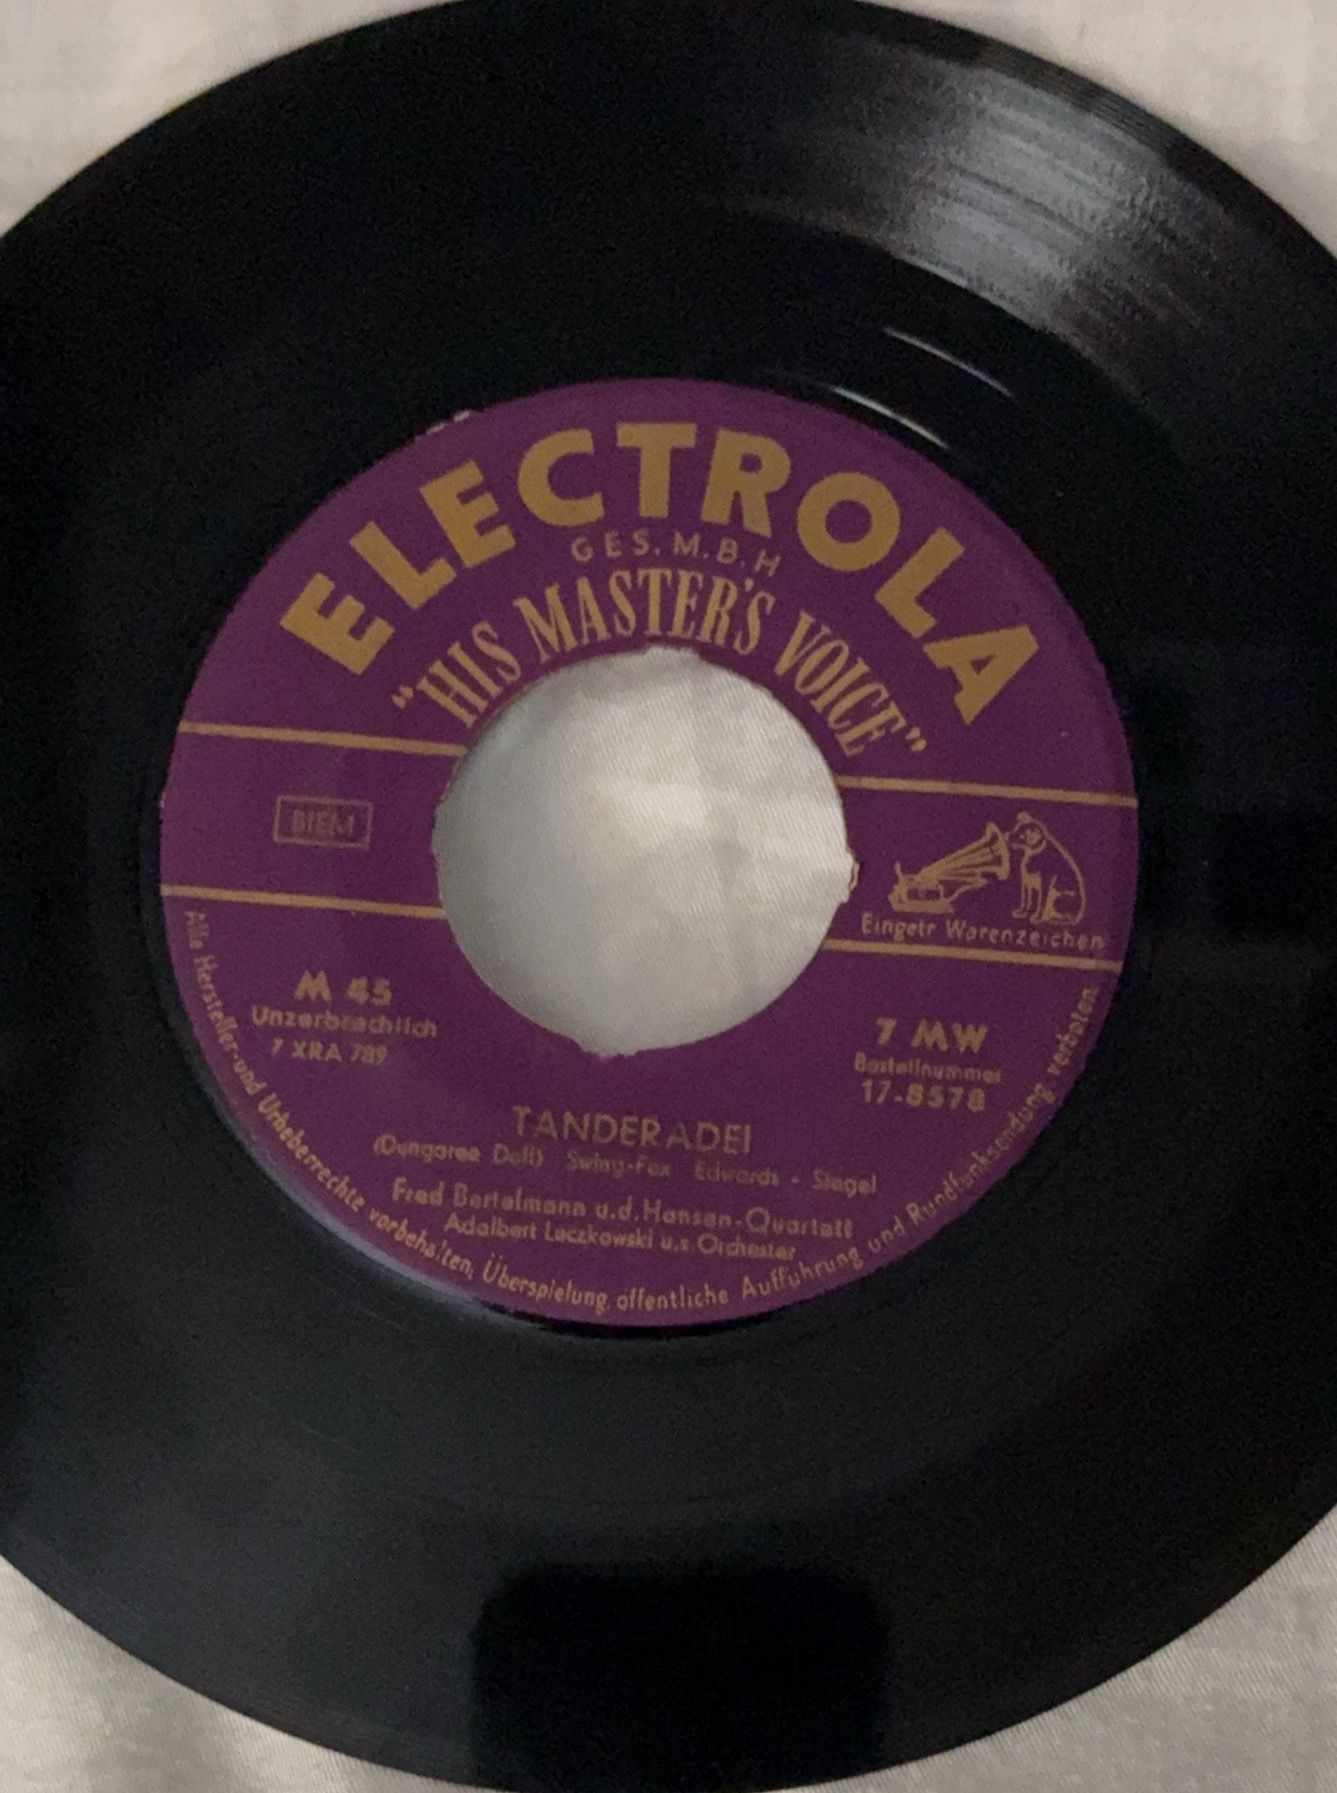 ELECTROLA
GES.M.B.H
"HIS MASTER'S VOICE"
BIEM
Eingetr Warenzeichen
M 45
Unzerbrechlich
7 XRA 789
7 MW
Bestellnummer
17-8578
TANDERADEI
(Dungaree Doll) Swing-Fox Edwards - Siegel
Fred Bertelmann u.d. Hansen-Quartett
Adalbert Luczkowski u.s. Orchester
Alle Hersteller-und Urheberrechte vorbehalten, Überspielung, öffentliche Aufführung und Rundfunksendung verboten